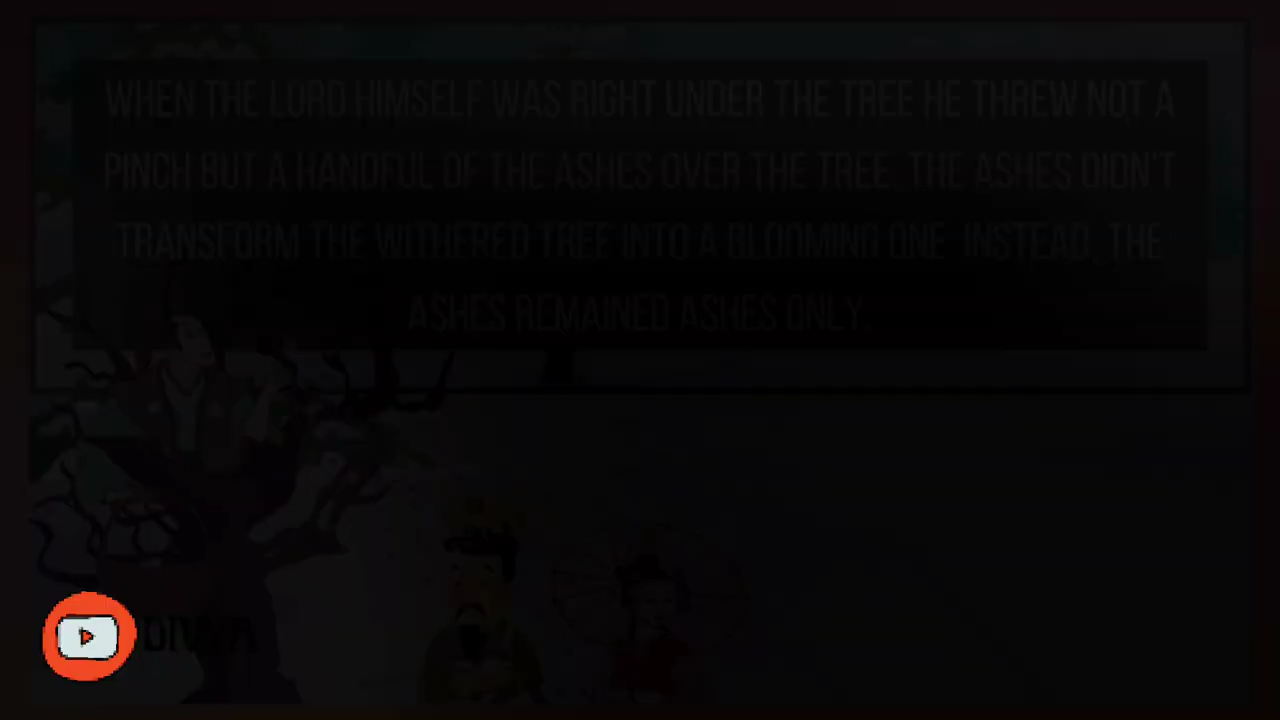 WHEN THE LORD HIMSELF WAS RIGHT UNDER THE TREE HE THREW NOT A
PINCH BUT A HANDFUL OF THE ASHES OVER THE TREE. THE ASHES DIDN'T
TRANSFORM THE WITHERED TREE INTO A BLOOMING ONE. INSTEAD, THE
ASHES REMAINED ASHES ONLY.